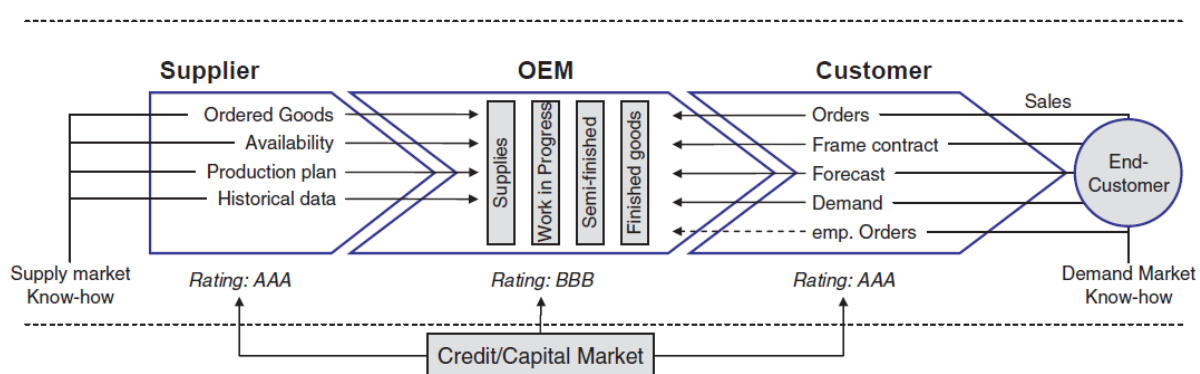 Supplier
OEM
Customer
Ordered Goods
Availability
Production plan
Historical data
Supplies
Work in Progress
Semi-finished
Finished goods
Orders
Frame contract
Forecast
Demand
emp. Orders
Sales
End-
Customer
Supply market
Know-how
Rating: AAA
Rating: BBB
Rating: AAA
Demand Market
Know-how
Credit/Capital Market